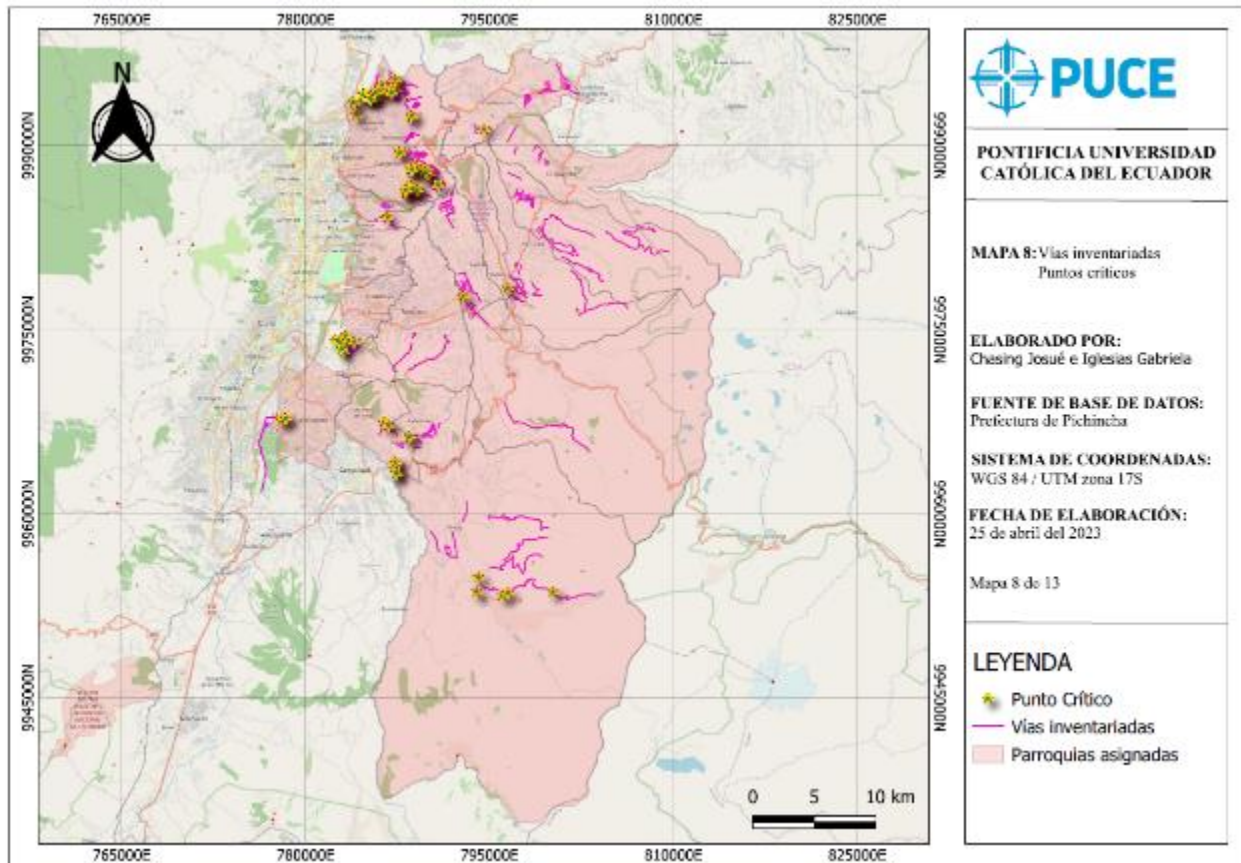 765000E 780000E 795000E 810000E 825000E
N
9990000N 9990000N
9975000N 9975000N
9960000N 9960000N
9945000N 9945000N
0 5 10 km
765000E 780000E 795000E 810000E 825000E
PUCE
PONTIFICIA UNIVERSIDAD
CATÓLICA DEL ECUADOR
MAPA 8: Vías inventariadas
Puntos críticos
ELABORADO POR:
Chasing Josué e Iglesias Gabriela
FUENTE DE BASE DE DATOS:
Prefectura de Pichincha
SISTEMA DE COORDENADAS:
WGS 84 / UTM zona 17S
FECHA DE ELABORACIÓN:
25 de abril del 2023
Mapa 8 de 13
LEYENDA
Punto Crítico
Vías inventariadas
Parroquias asignadas